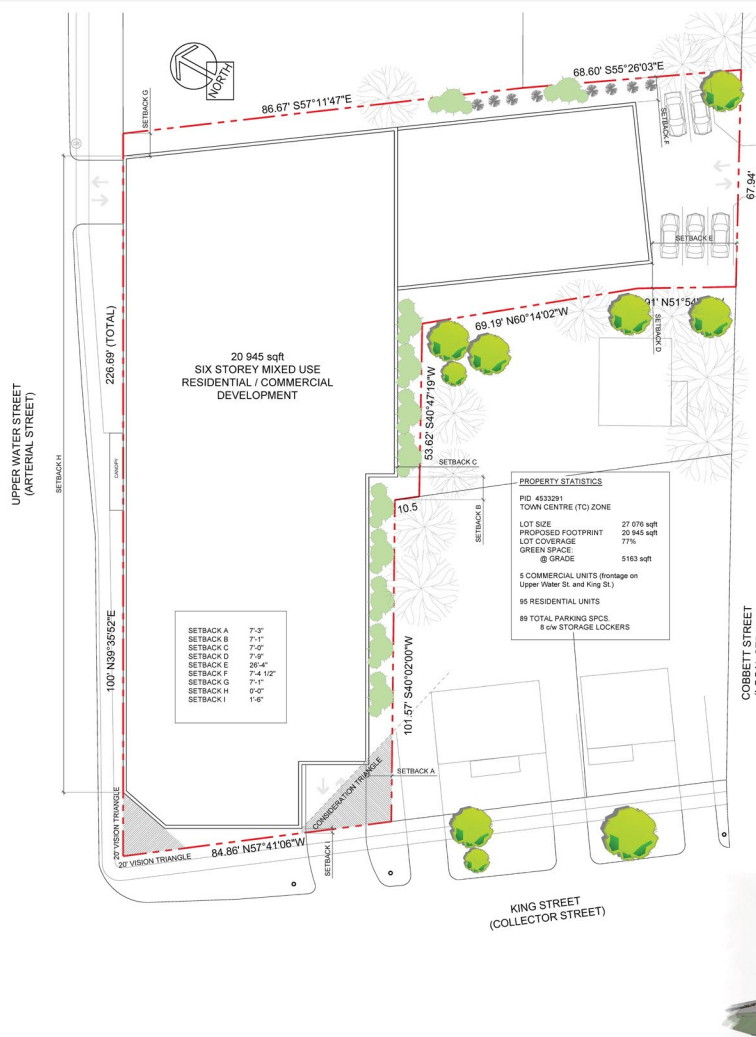 NORTH
SETBACK G
86.67' S57°11'47"E
68.60' S55°26'03"E
SETBACK F
67.94'
SETBACK E
91' N51°54'
SETBACK D
69.19' N60°14'02"W
226.69' (TOTAL)
20 945 sqft
SIX STOREY MIXED USE
RESIDENTIAL / COMMERCIAL
DEVELOPMENT
53.62' S40°47'19"W
UPPER WATER STREET
(ARTERIAL STREET)
SETBACK H
CANOPY
SETBACK C
SETBACK B
10.5
PROPERTY STATISTICS
PID 4533291
TOWN CENTRE (TC) ZONE
LOT SIZE 27 076 sqft
PROPOSED FOOTPRINT 20 945 sqft
LOT COVERAGE 77%
GREEN SPACE:
@ GRADE 5163 sqft
5 COMMERCIAL UNITS (frontage on
Upper Water St. and King St.)
95 RESIDENTIAL UNITS
89 TOTAL PARKING SPCS.
8 c/w STORAGE LOCKERS
100' N39°35'52"E
SETBACK A 7'-3"
SETBACK B 7'-1"
SETBACK C 7'-0"
SETBACK D 7'-9"
SETBACK E 26'-4"
SETBACK F 7'-4 1/2"
SETBACK G 7'-1"
SETBACK H 0'-0"
SETBACK I 1'-6"
101.57' S40°02'00"W
COBBETT STREET
SETBACK A
CONSIDERATION TRIANGLE
20' VISION TRIANGLE
20' VISION TRIANGLE
84.86' N57°41'06"W
SETBACK I
KING STREET
(COLLECTOR STREET)